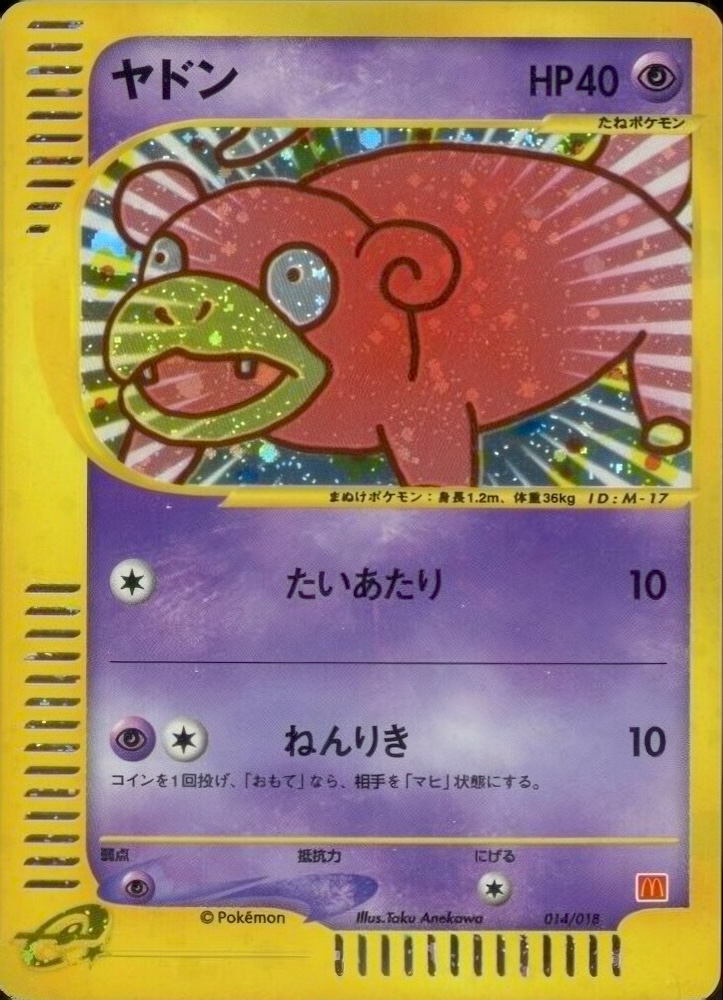 ヤドン
HP40
たねポケモン
まぬけポケモン：身長1.2m、体重36kg ID:M-17
たいあたり 10
ねんりき 10
コインを1回投げ、「おもて」なら、相手を「マヒ」状態にする。
弱点 抵抗力 にげる
©Pokémon Illus.Taku Anekawa 014/018